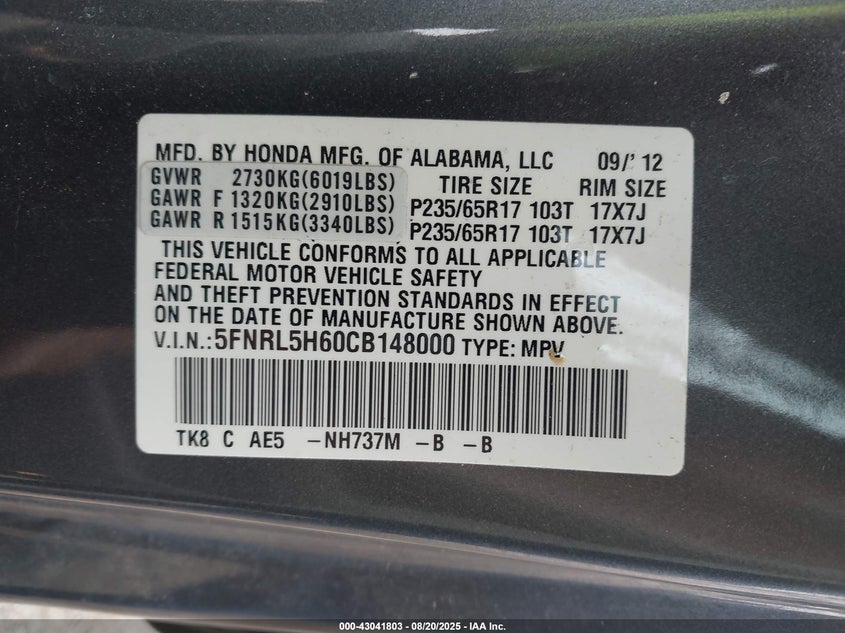 MFD. BY HONDA MFG. OF ALABAMA, LLC 09/' 12
GVWR 2730KG(6019LBS) TIRE SIZE RIM SIZE
GAWR F 1320KG(2910LBS) P235/65R17 103T 17X7J
GAWR R 1515KG(3340LBS) P235/65R17 103T 17X7J
THIS VEHICLE CONFORMS TO ALL APPLICABLE
FEDERAL MOTOR VEHICLE SAFETY
AND THEFT PREVENTION STANDARDS IN EFFECT
ON THE DATE OF MANUFACTURE SHOWN ABOVE.
V.I.N.:5FNRL5H60CB148000 TYPE: MPV
TK8 C AE5 -NH737M -B -B
000-43041803 - 08/20/2025 - IAA Inc.